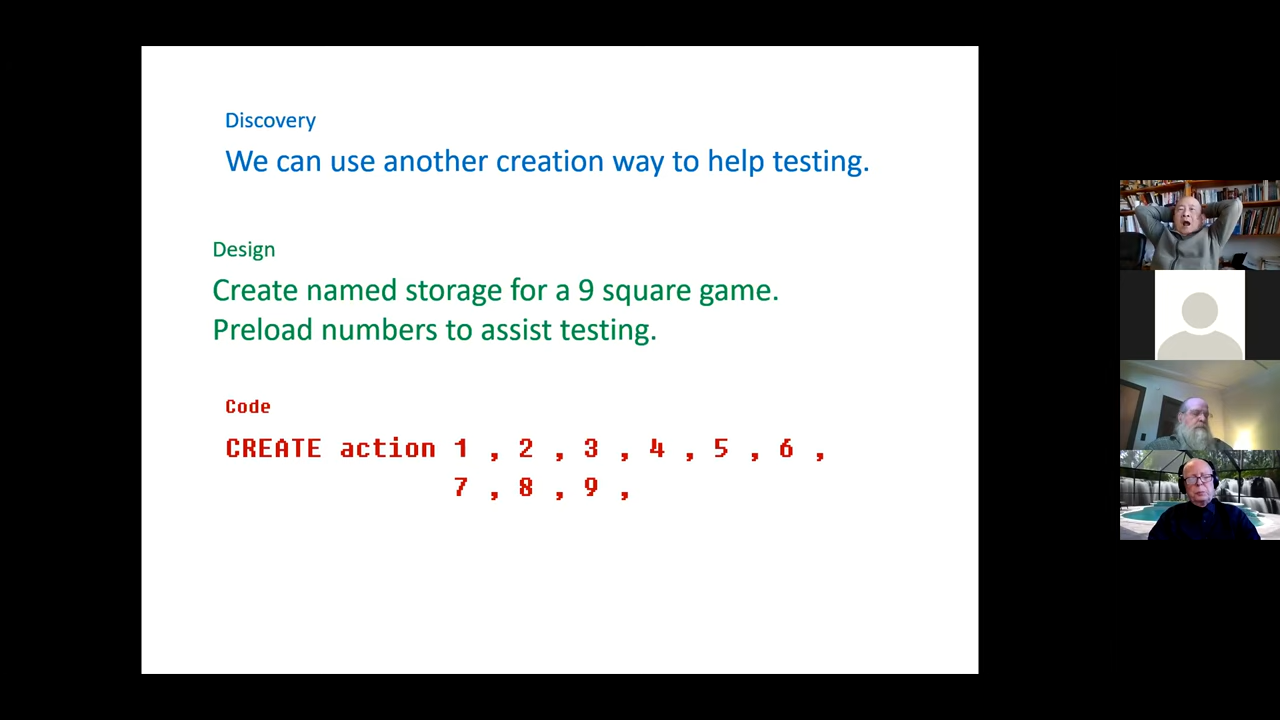 Discovery
We can use another creation way to help testing.
Design
Create named storage for a 9 square game.
Preload numbers to assist testing.
Code
CREATE action 1 , 2 , 3 , 4 , 5 , 6 ,
7 , 8 , 9 ,